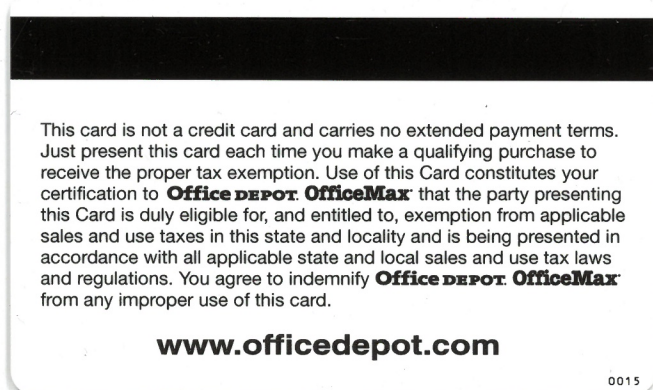 This card is not a credit card and carries no extended payment terms.
Just present this card each time you make a qualifying purchase to
receive the proper tax exemption. Use of this Card constitutes your
certification to Office DEPOT. OfficeMax that the party presenting
this Card is duly eligible for, and entitled to, exemption from applicable
sales and use taxes in this state and locality and is being presented in
accordance with all applicable state and local sales and use tax laws
and regulations. You agree to indemnify Office DEPOT. OfficeMax
from any improper use of this card.
www.officedepot.com
0015